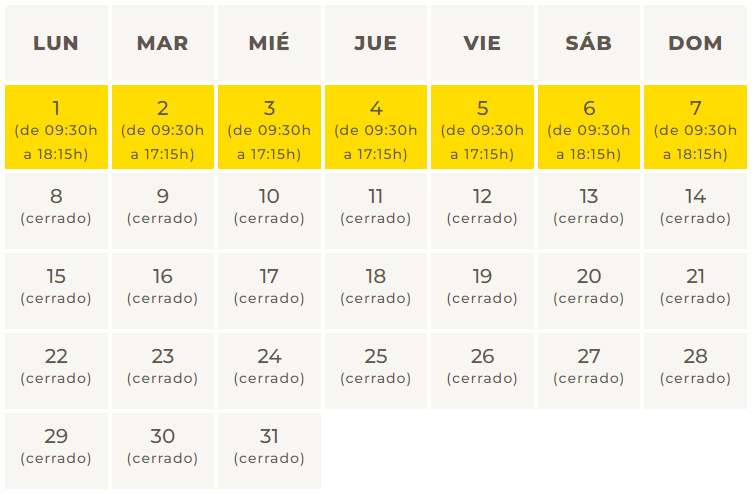 LUN MAR MIÉ JUE VIE SÁB DOM
1 2 3 4 5 6 7
(de 09:30h (de 09:30h (de 09:30h (de 09:30h (de 09:30h (de 09:30h (de 09:30h
a 18:15h) a 17:15h) a 17:15h) a 17:15h) a 17:15h) a 18:15h) a 18:15h)
8 9 10 11 12 13 14
(cerrado) (cerrado) (cerrado) (cerrado) (cerrado) (cerrado) (cerrado)
15 16 17 18 19 20 21
(cerrado) (cerrado) (cerrado) (cerrado) (cerrado) (cerrado) (cerrado)
22 23 24 25 26 27 28
(cerrado) (cerrado) (cerrado) (cerrado) (cerrado) (cerrado) (cerrado)
29 30 31
(cerrado) (cerrado) (cerrado)